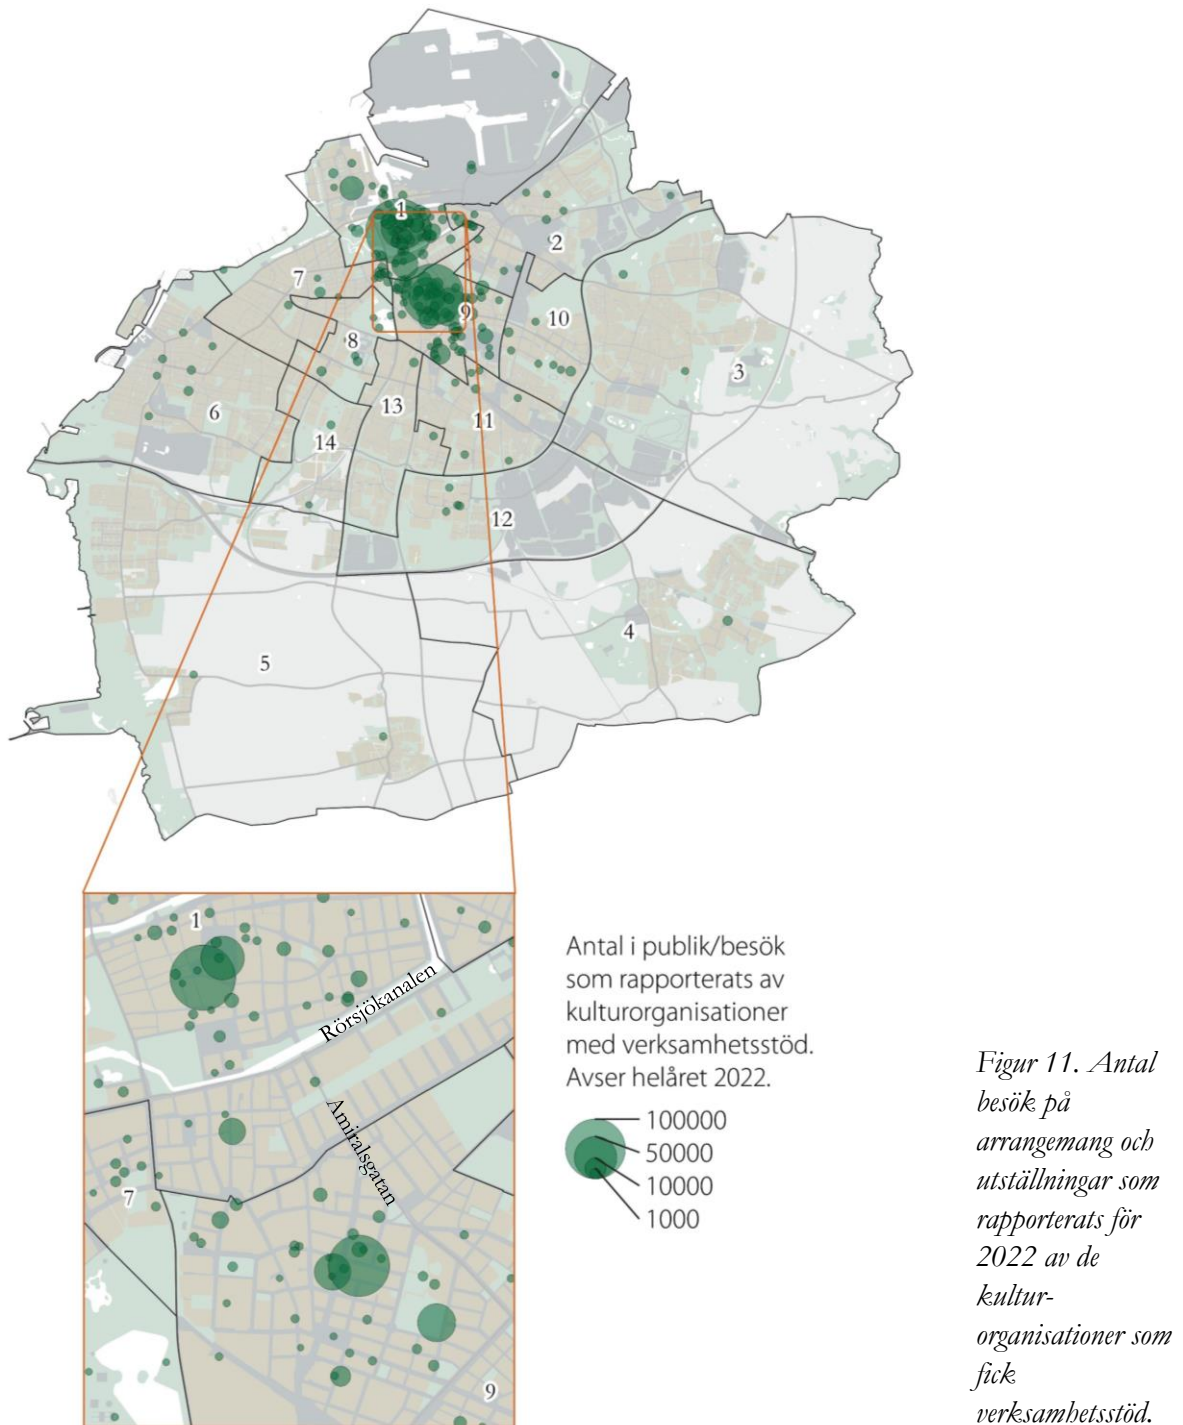 1
2
7
9
10
8
3
6
13
11
14
12
4
5
1
Rörsjökanalen
Amiralsgatan
7
9
Antal i publik/besök
som rapporterats av
kulturorganisationer
med verksamhetsstöd.
Avser helåret 2022.
100000
50000
10000
1000
Figur 11. Antal
besök på
arrangemang och
utställningar som
rapporterats för
2022 av de
kultur-
organisationer som
fick
verksamhetsstöd.